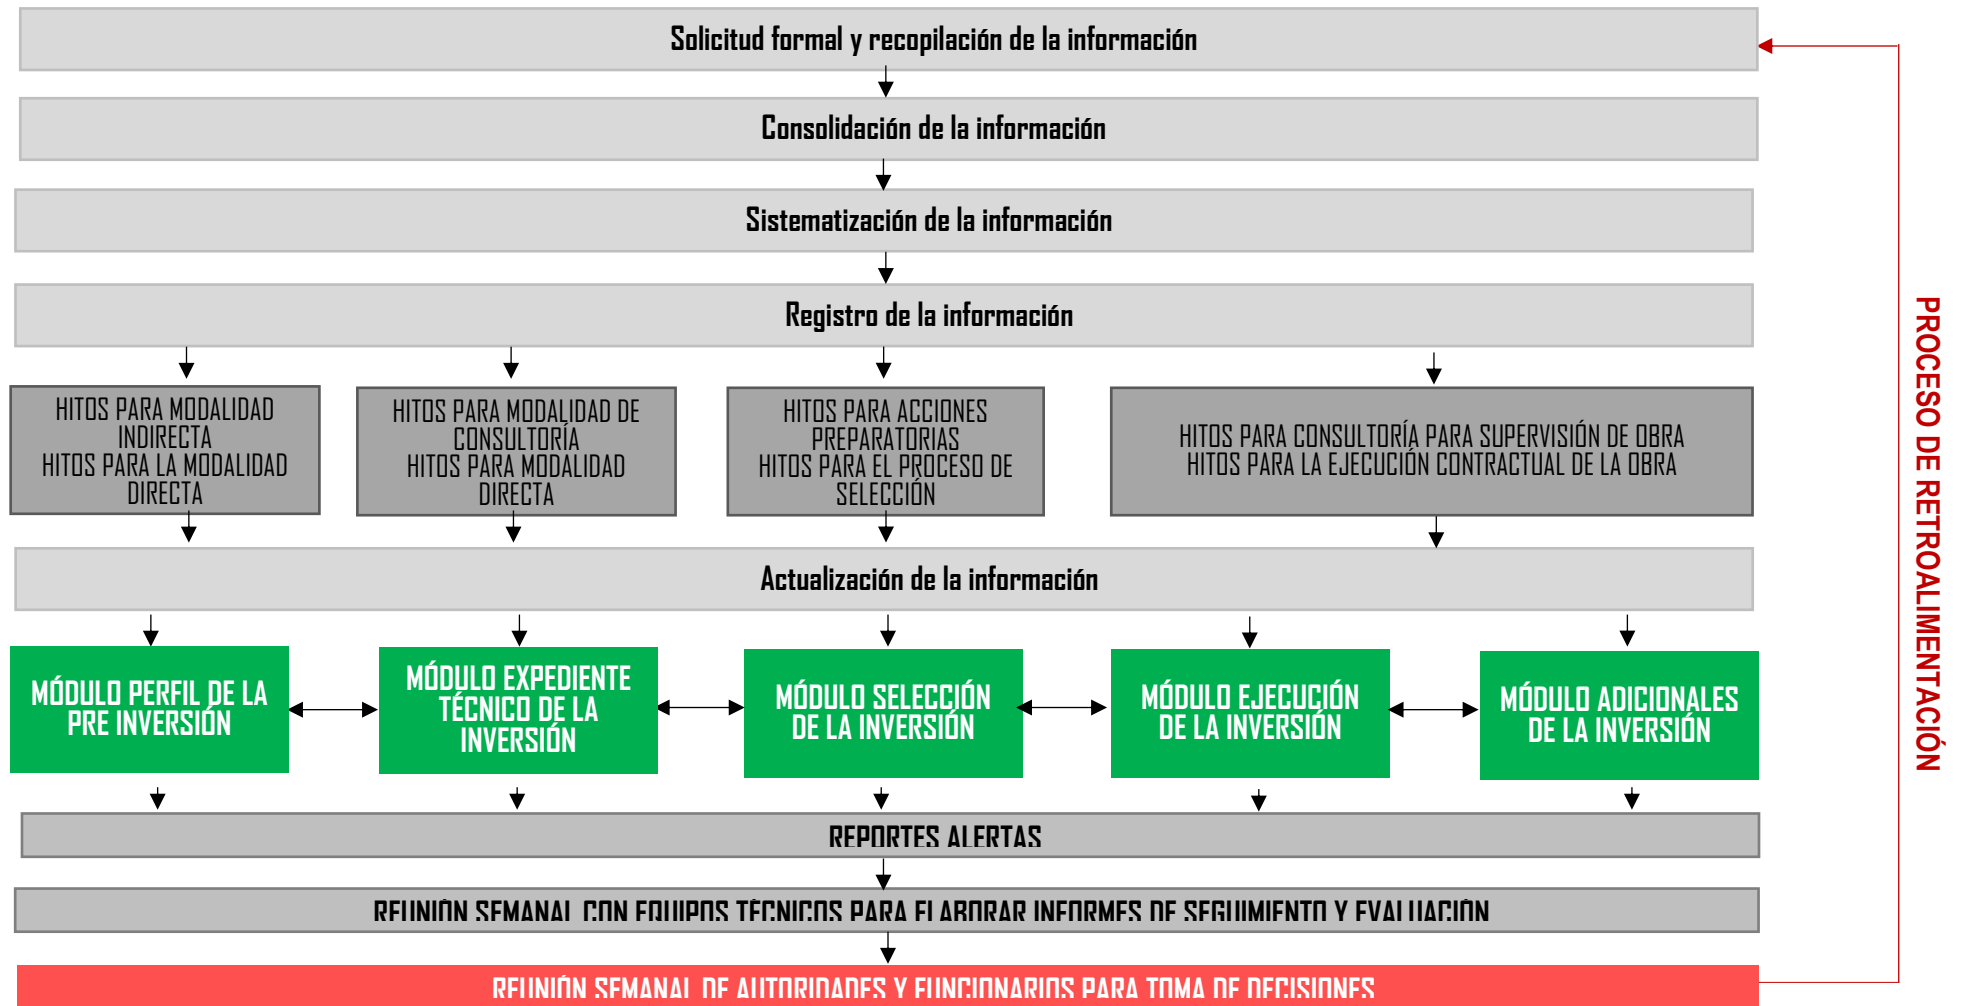 Solicitud formal y recopilación de la información
Consolidación de la información
Sistematización de la información
Registro de la información
HITOS PARA MODALIDAD
INDIRECTA
HITOS PARA LA MODALIDAD
DIRECTA
HITOS PARA MODALIDAD DE
CONSULTORÍA
HITOS PARA MODALIDAD
DIRECTA
HITOS PARA ACCIONES
PREPARATORIAS
HITOS PARA EL PROCESO DE
SELECCIÓN
HITOS PARA CONSULTORÍA PARA SUPERVISIÓN DE OBRA
HITOS PARA LA EJECUCIÓN CONTRACTUAL DE LA OBRA
Actualización de la información
MÓDULO PERFIL DE LA
PRE INVERSIÓN
MÓDULO EXPEDIENTE
TÉCNICO DE LA
INVERSIÓN
MÓDULO SELECCIÓN
DE LA INVERSIÓN
MÓDULO EJECUCIÓN
DE LA INVERSIÓN
MÓDULO ADICIONALES
DE LA INVERSIÓN
REPORTES ALERTAS
REUNIÓN SEMANAL CON EQUIPOS TÉCNICOS PARA ELABORAR INFORMES DE SEGUIMIENTO Y EVALUACIÓN
REUNIÓN SEMANAL DE AUTORIDADES Y FUNCIONARIOS PARA TOMA DE DECISIONES
PROCESO DE RETROALIMENTACIÓN